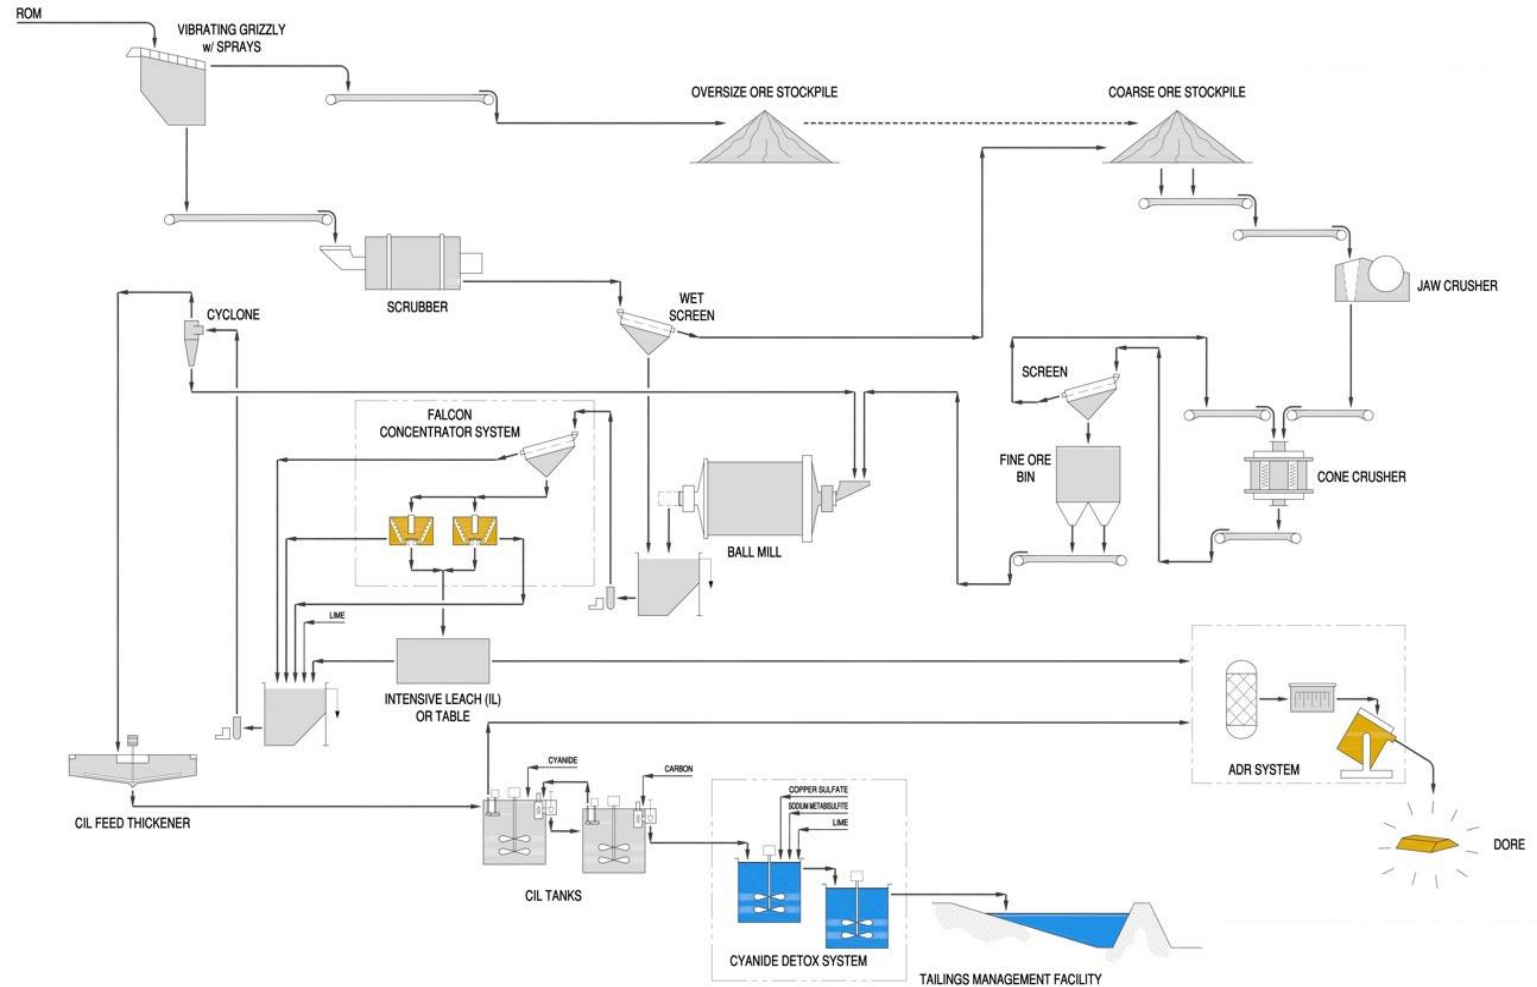 ROM
VIBRATING GRIZZLY
w/ SPRAYS
OVERSIZE ORE STOCKPILE
COARSE ORE STOCKPILE
JAW CRUSHER
SCRUBBER
WET
SCREEN
CYCLONE
SCREEN
FALCON
CONCENTRATOR SYSTEM
FINE ORE
BIN
CONE CRUSHER
BALL MILL
LIME
INTENSIVE LEACH (IL)
OR TABLE
ADR SYSTEM
CYANIDE
CARBON
COPPER SULFATE
SODIUM METABISULFITE
LIME
CIL FEED THICKENER
DORE
CIL TANKS
CYANIDE DETOX SYSTEM
TAILINGS MANAGEMENT FACILITY